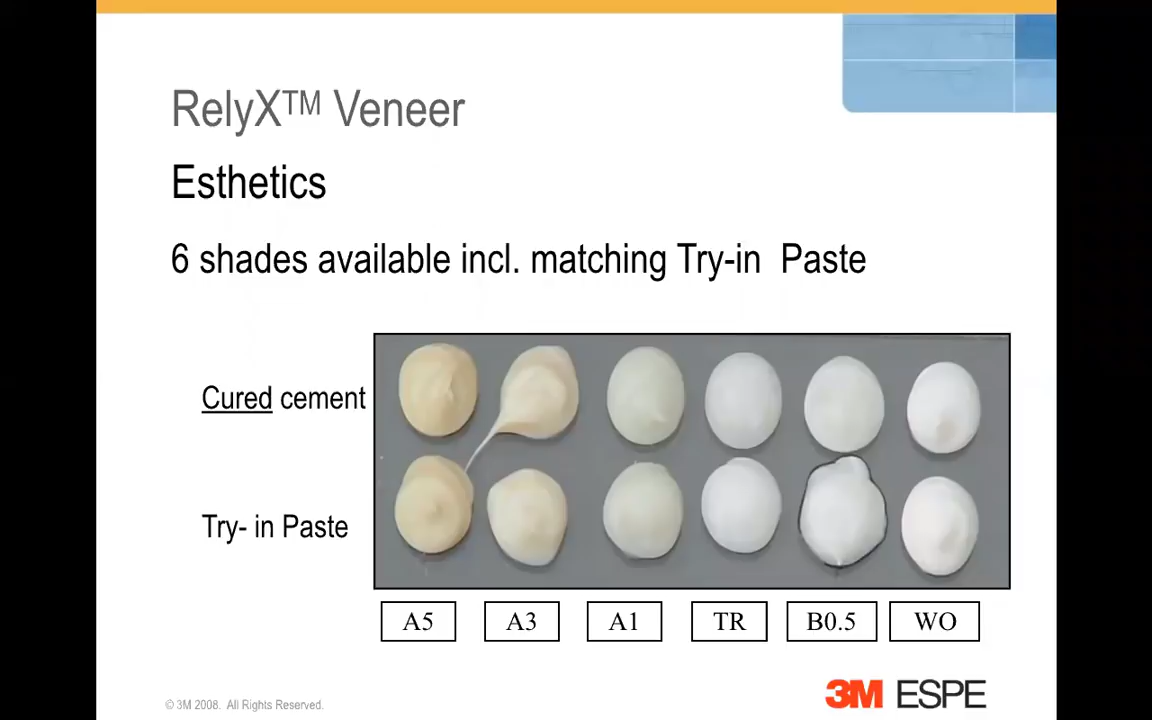 RelyX™ Veneer
Esthetics
6 shades available incl. matching Try-in Paste
Cured cement
Try- in Paste
A5 A3 A1 TR B0.5 WO
© 3M 2008. All Rights Reserved.
3M ESPE